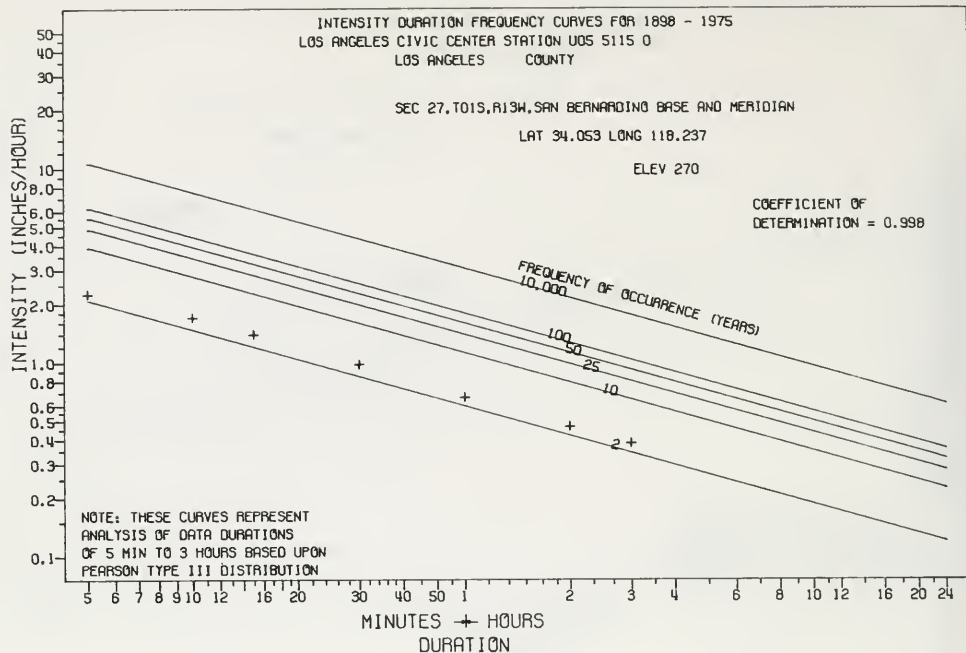 INTENSITY DURATION FREQUENCY CURVES FOR 1898 - 1975
LOS ANGELES CIVIC CENTER STATION U05 5115 0
LOS ANGELES COUNTY
SEC 27,T01S,R13W,SAN BERNARDINO BASE AND MERIDIAN
LAT 34.053 LONG 118.237
ELEV 270
COEFFICIENT OF
DETERMINATION = 0.998
INTENSITY (INCHES/HOUR)
50
40
30
20
10
8.0
6.0
5.0
4.0
3.0
2.0
1.0
0.8
0.6
0.5
0.4
0.3
0.2
0.1
FREQUENCY OF OCCURRENCE (YEARS)
10,000
100
50
25
10
2
NOTE: THESE CURVES REPRESENT
ANALYSIS OF DATA DURATIONS
OF 5 MIN TO 3 HOURS BASED UPON
PEARSON TYPE III DISTRIBUTION
5 6 7 8 9 10 12 14 16 20 30 40 50 1 2 3 4 6 8 10 12 14 16 20 24
MINUTES + HOURS
DURATION